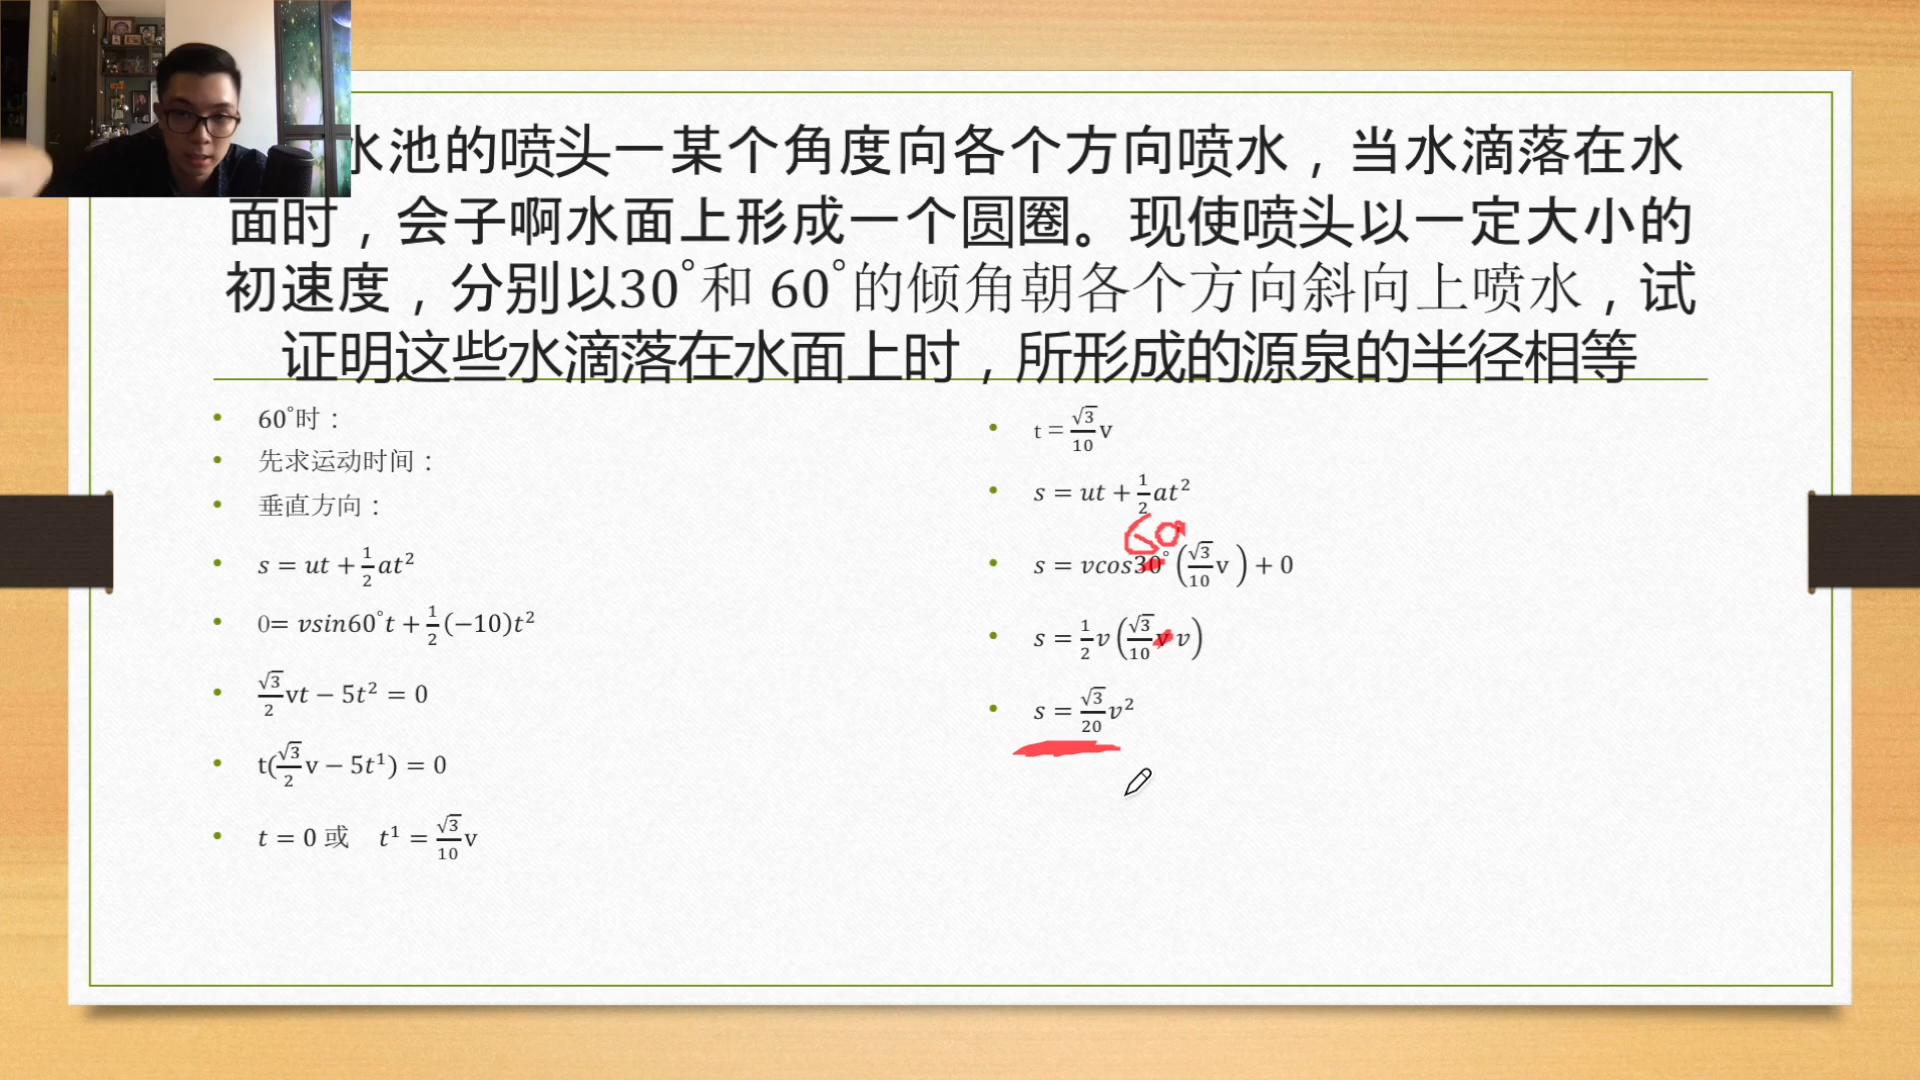 水池的喷头一某个角度向各个方向喷水，当水滴落在水
面时，会子啊水面上形成一个圆圈。现使喷头以一定大小的
初速度，分别以30°和 60°的倾角朝各个方向斜向上喷水，试
证明这些水滴落在水面上时，所形成的源泉的半径相等
60°时：
先求运动时间：
垂直方向：
s = ut + 1/2 at²
0= vsin60°t + 1/2 (−10)t²
√3/2 vt − 5t² = 0
t(√3/2 v − 5t¹) = 0
t = 0 或 t¹ = √3/10 v
t = √3/10 v
s = ut + 1/2 at²
60
s = vcos30° (√3/10 v ) + 0
s = 1/2 v (√3/10 v v)
s = √3/20 v²